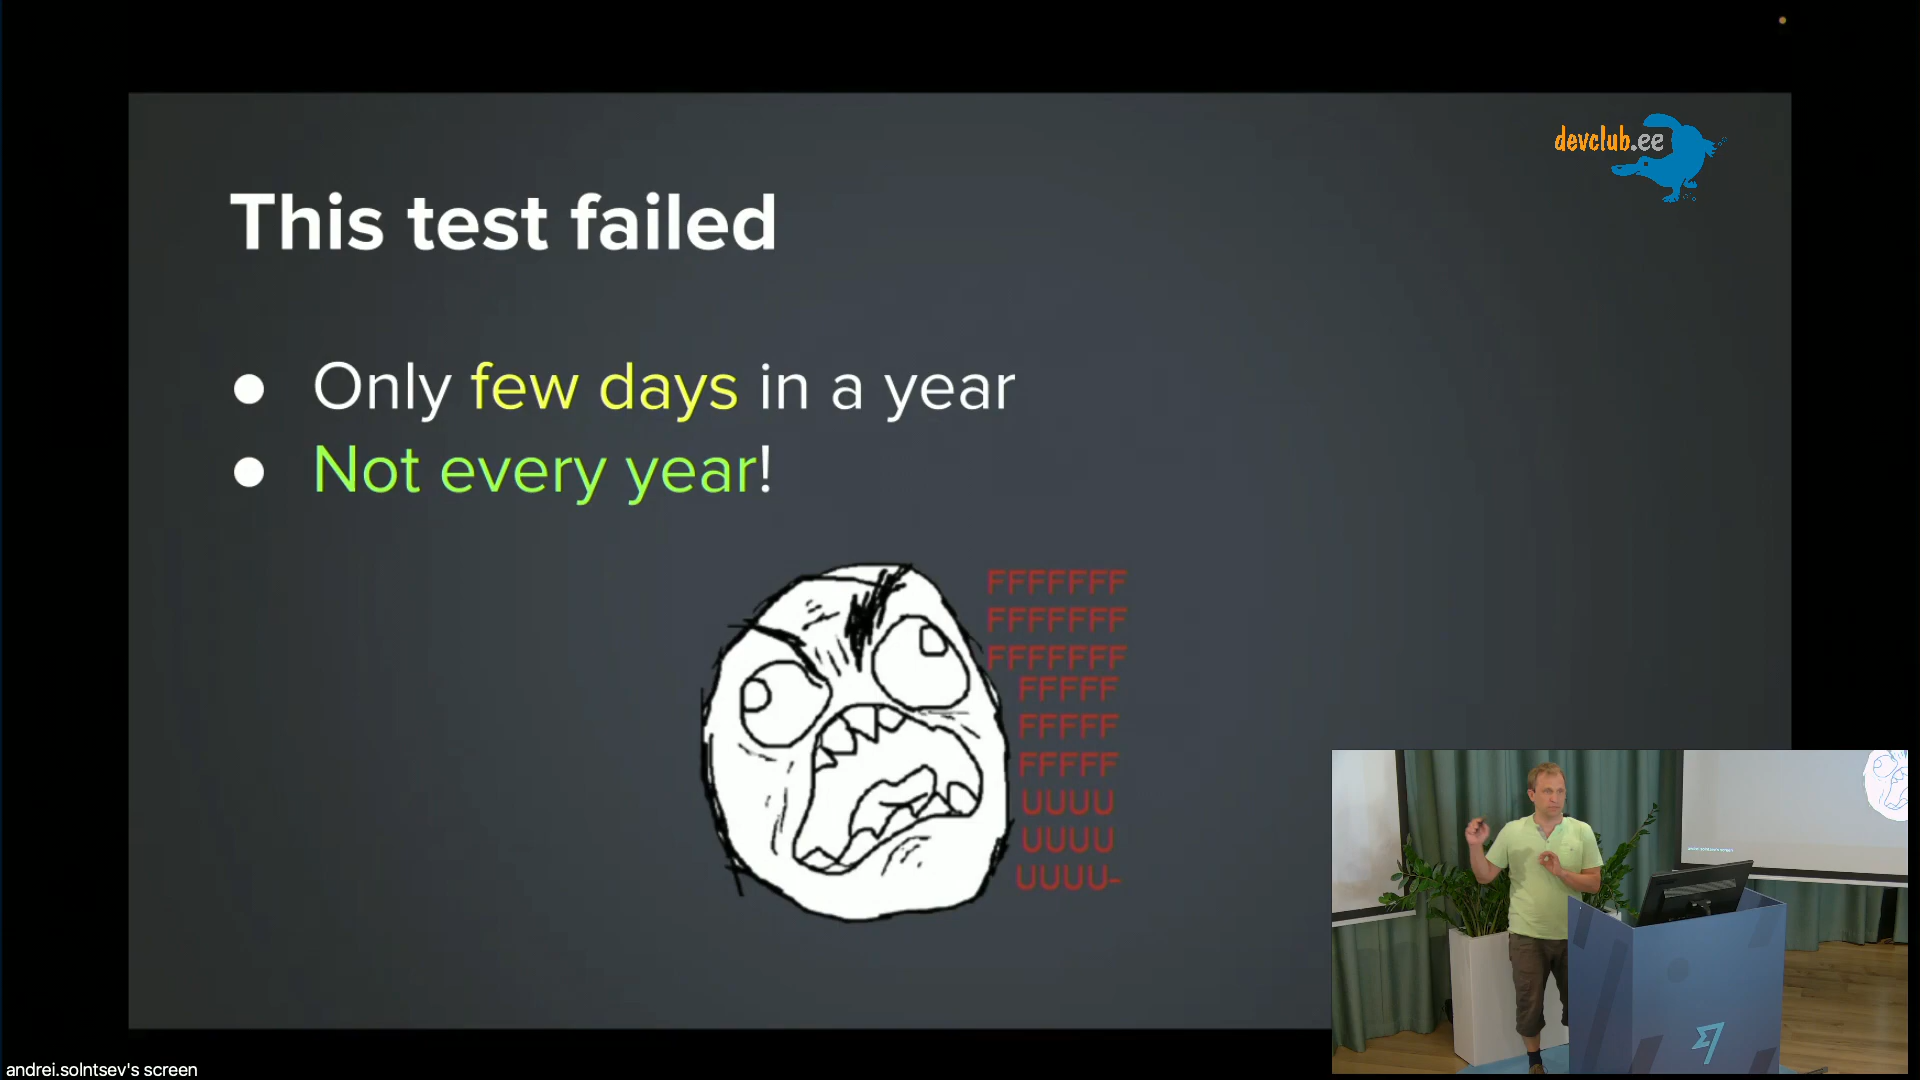 devclub.ee
This test failed
● Only few days in a year
● Not every year!
FFFFFFF
FFFFFFF
FFFFFFF
FFFFF
FFFFF
FFFFF
UUUU
UUUU
UUUU-
andrei.solntsev's screen